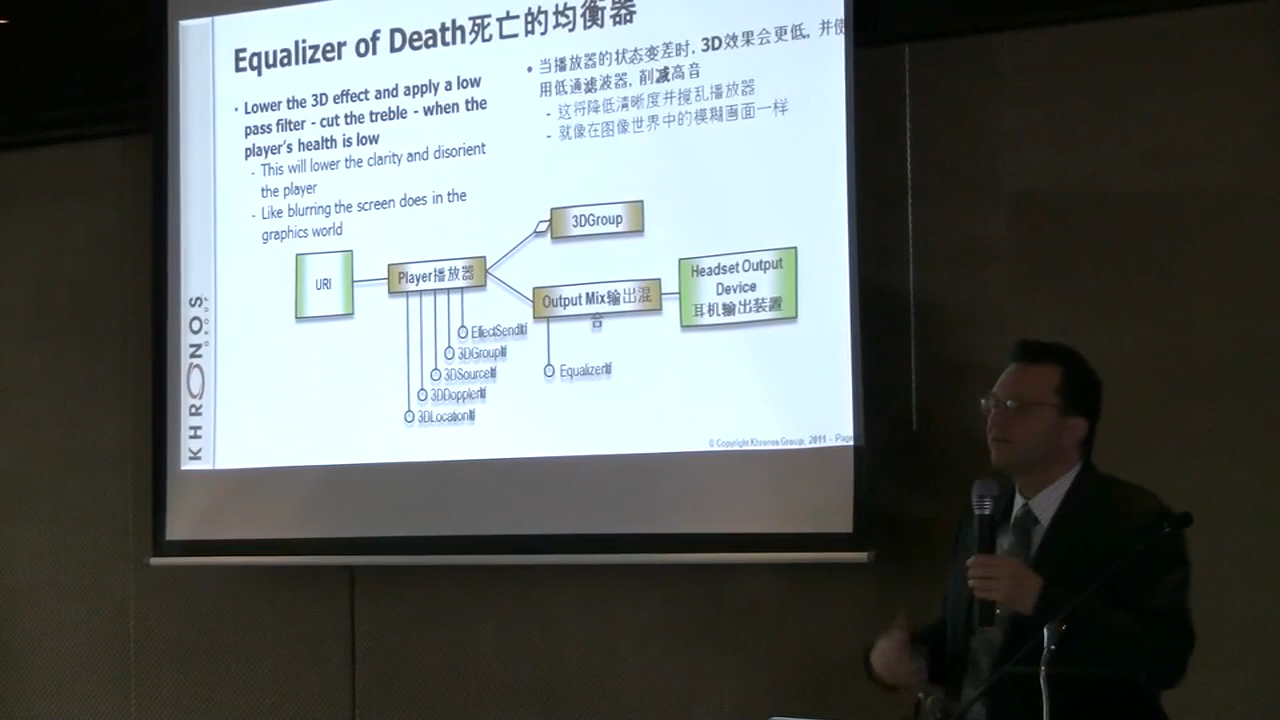 Equalizer of Death死亡的均衡器
• Lower the 3D effect and apply a low
pass filter - cut the treble - when the
player's health is low
- This will lower the clarity and disorient
the player
- Like blurring the screen does in the
graphics world
• 当播放器的状态变差时, 3D效果会更低, 并使
用低通滤波器, 削减高音
- 这将降低清晰度并搅乱播放器
- 就像在图像世界中的模糊画面一样
3DGroup
URI
Player播放器
Output Mix输出混
合
Headset Output
Device
耳机输出装置
EffectSendItf
3DGroupItf
3DSourceItf
3DDopplerItf
3DLocationItf
EqualizerItf
KHRONOS
GROUP
© Copyright Khronos Group, 2011 - Page